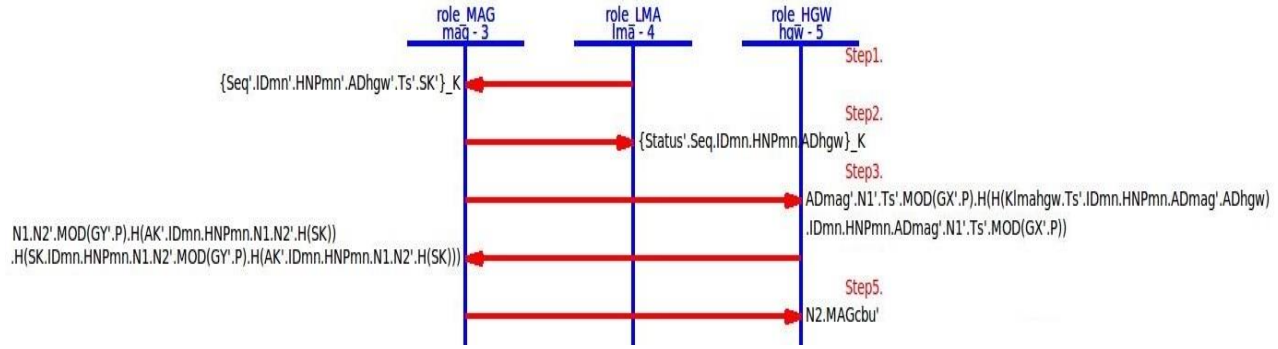 role_MAG role_LMA role_HGW
mag - 3 lma - 4 hgw - 5
Step1.
{Seq'.IDmn'.HNPmn'.ADhgw'.Ts'.SK'}_K
Step2.
{Status'.Seq.IDmn.HNPmn.ADhgw}_K
Step3.
ADmag'.N1'.Ts'.MOD(GX'.P).H(H(Klmahgw.Ts'.IDmn.HNPmn.ADmag'.ADhgw)
.IDmn.HNPmn.ADmag'.N1'.Ts'.MOD(GX'.P))
N1.N2'.MOD(GY'.P).H(AK'.IDmn.HNPmn.N1.N2'.H(SK))
.H(SK.IDmn.HNPmn.N1.N2'.MOD(GY'.P).H(AK'.IDmn.HNPmn.N1.N2'.H(SK)))
Step5.
N2.MAGcbu'